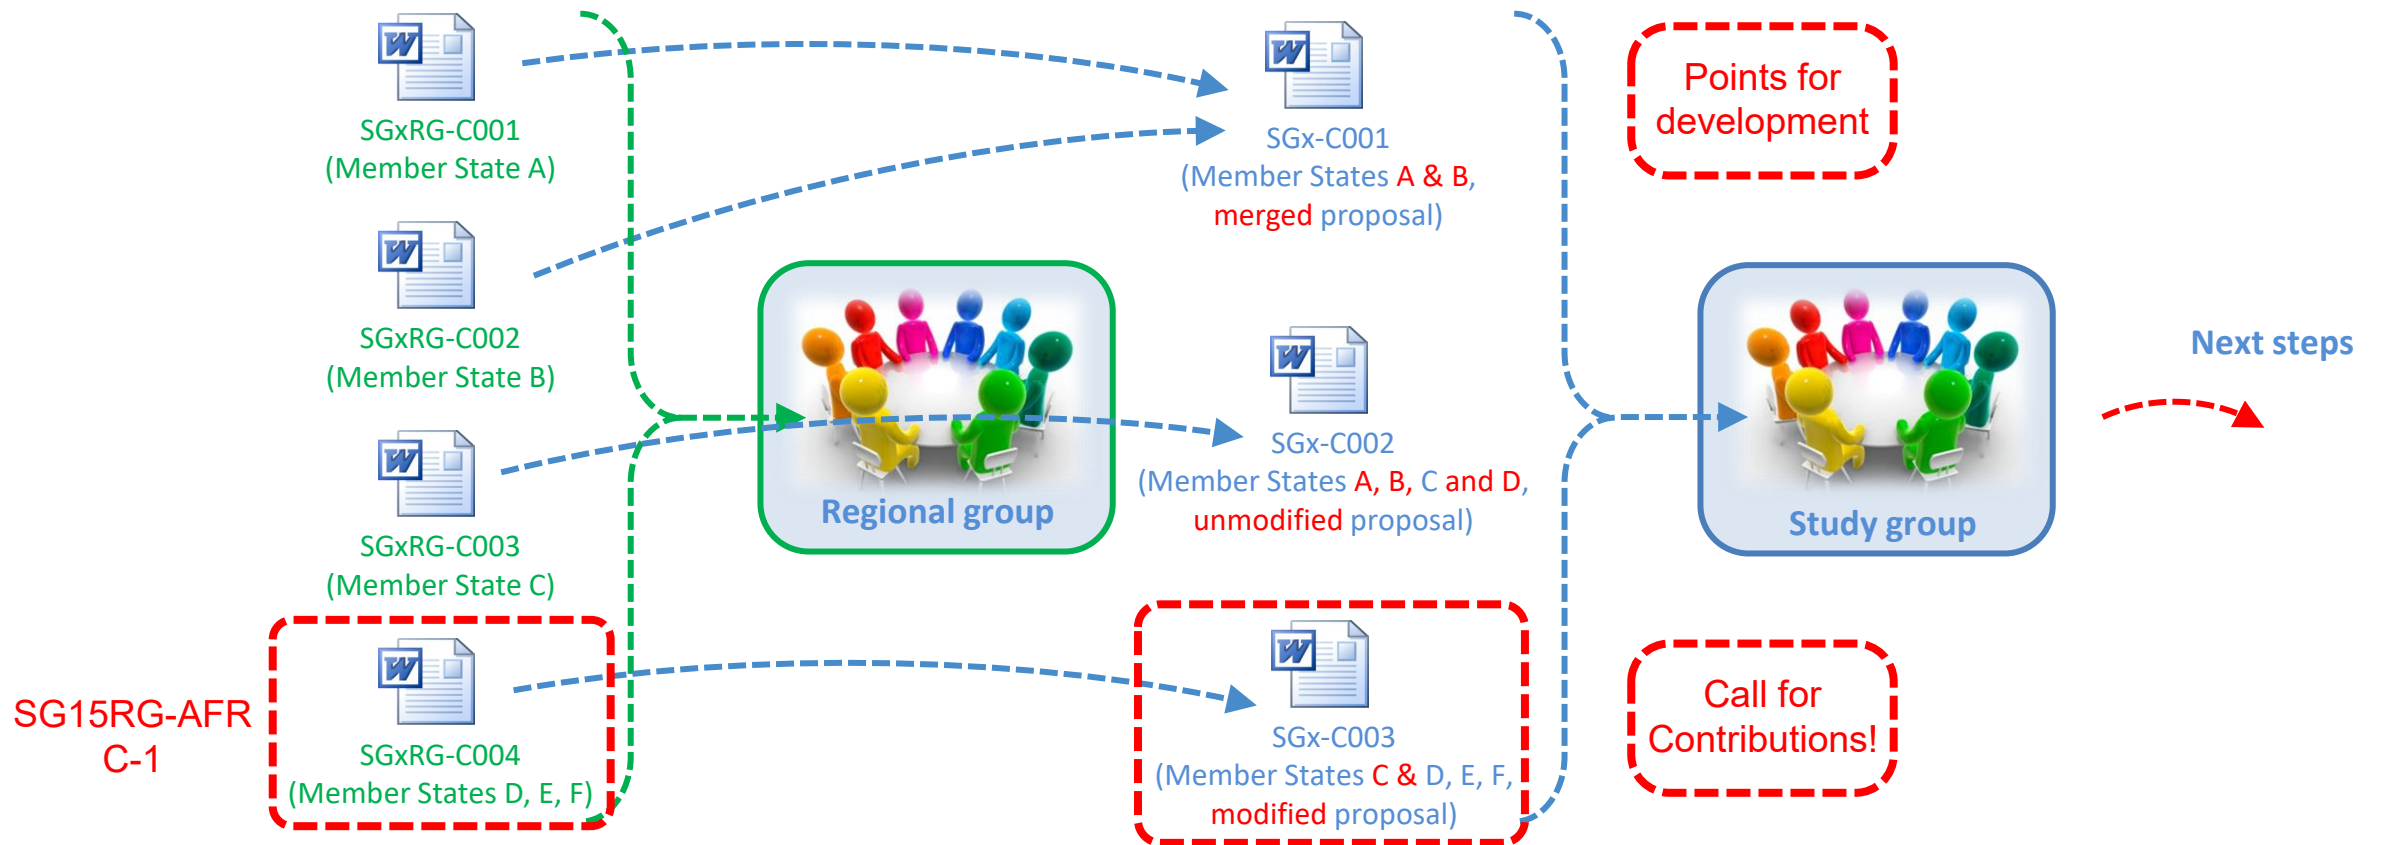 SGxRG-C001
(Member State A)
SGxRG-C002
(Member State B)
SGxRG-C003
(Member State C)
SG15RG-AFR
C-1
SGxRG-C004
(Member States D, E, F)
Regional group
SGx-C001
(Member States A & B,
merged proposal)
SGx-C002
(Member States A, B, C and D,
unmodified proposal)
SGx-C003
(Member States C & D, E, F,
modified proposal)
Points for
development
Study group
Call for
Contributions!
Next steps